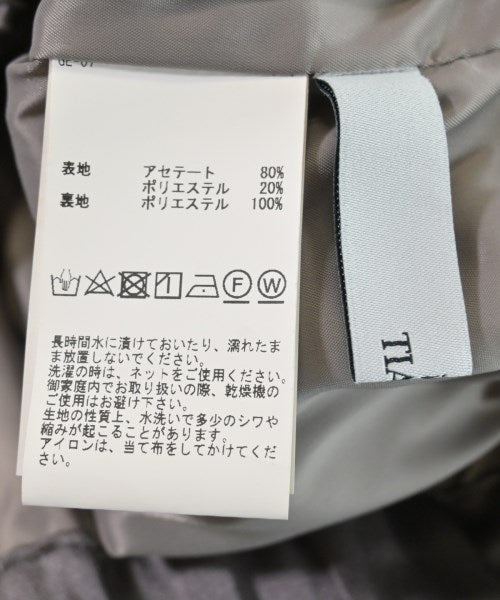 表地 アセテート 80%
ポリエステル 20%
裏地 ポリエステル 100%
F W
長時間水に漬けておいたり、濡れたま
ま放置しないでください。
洗濯の時は、ネットをご使用ください。
御家庭内でお取り扱いの際、乾燥機の
ご使用はお避け下さい。
生地の性質上、水洗いで多少のシワや
縮みが起こることがあります。
アイロンは、当て布をしてかけてくだ
さい。
TIA